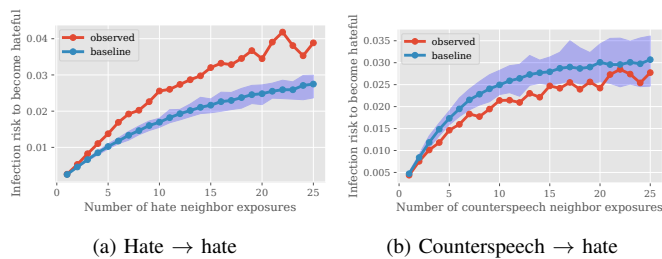 observed
baseline
0.04
0.03
0.02
0.01
Infection risk to become hateful
0 5 10 15 20 25
Number of hate neighbor exposures
(a) Hate → hate
observed
baseline
0.035
0.030
0.025
0.020
0.015
0.010
0.005
Infection risk to become hateful
0 5 10 15 20 25
Number of counterspeech neighbor exposures
(b) Counterspeech → hate